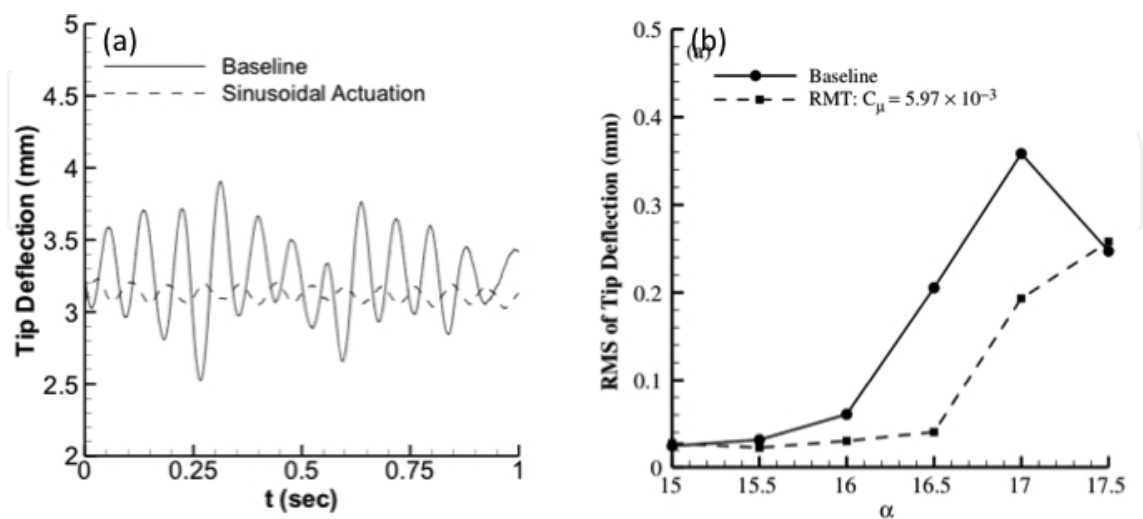 (a)
Baseline
Sinusoidal Actuation
5
4.5
4
3.5
3
2.5
2
Tip Deflection (mm)
0
0.25
0.5
0.75
1
t (sec)
(b)
(a)
Baseline
RMT: Cμ = 5.97 × 10⁻³
0.5
0.4
0.3
0.2
0.1
0
RMS of Tip Deflection (mm)
15
15.5
16
16.5
17
17.5
α